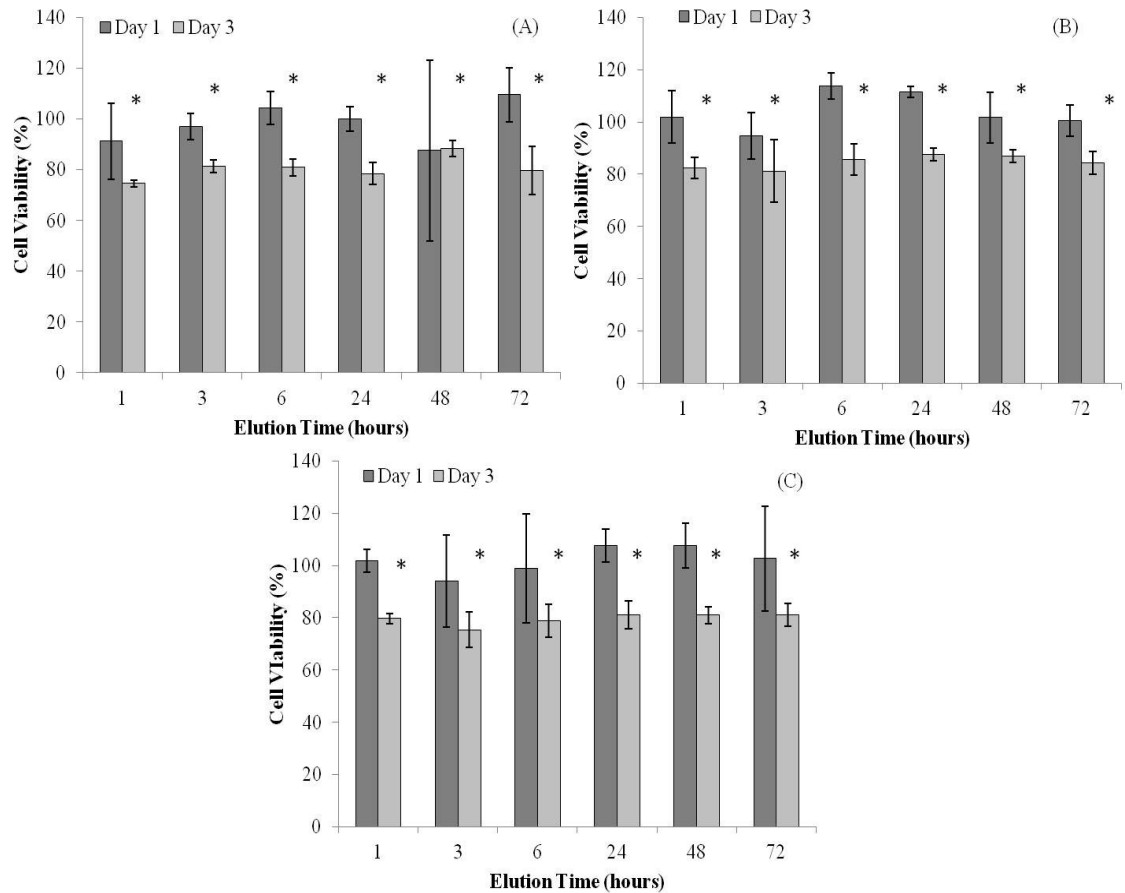 140
Day 1 Day 3 (A)
120
* * * * * *
100
80
60
40
20
0
Cell Viability (%)
1 3 6 24 48 72
Elution Time (hours)
140
Day 1 Day 3 (B)
120
* * * * * *
100
80
60
40
20
0
Cell Viability (%)
1 3 6 24 48 72
Elution Time (hours)
140
Day 1 Day 3 (C)
120
* * * * * *
100
80
60
40
20
0
Cell VIability (%)
1 3 6 24 48 72
Elution Time (hours)